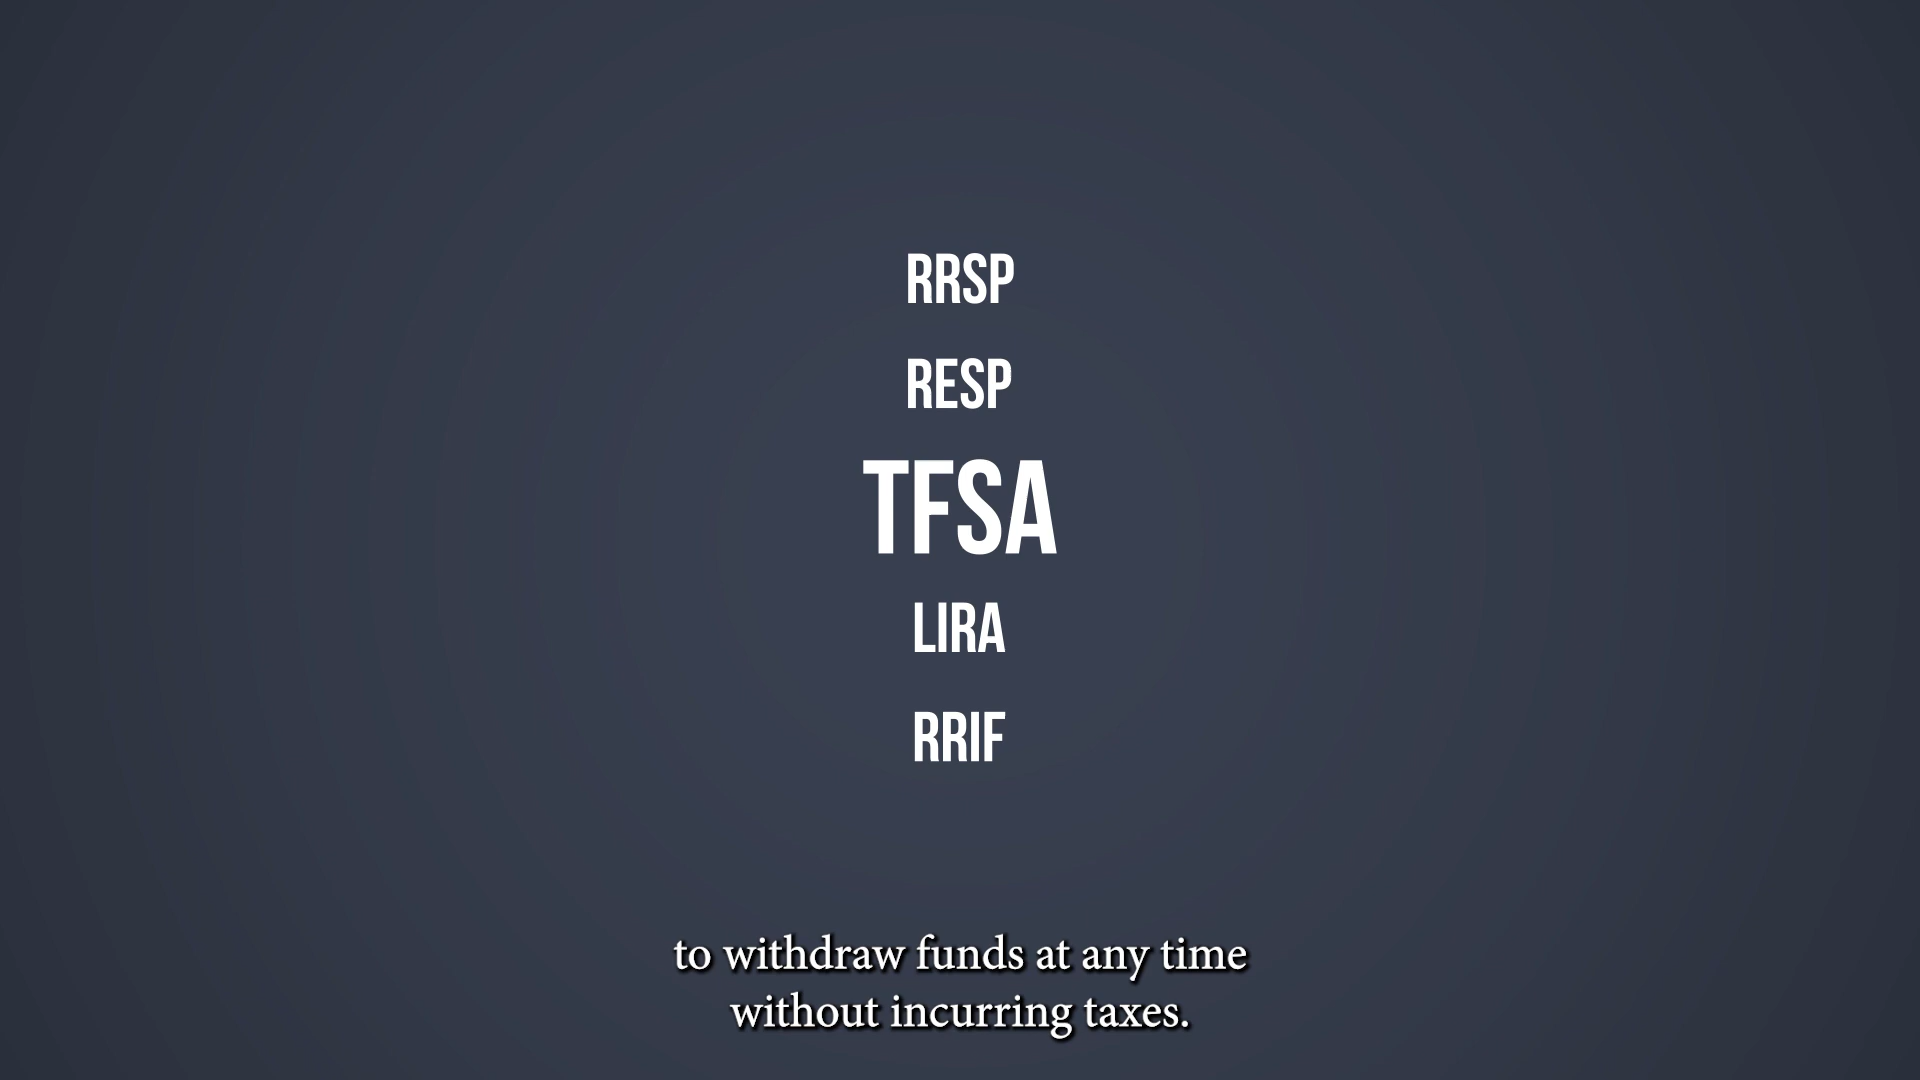 RRSP
RESP
TFSA
LIRA
RRIF
to withdraw funds at any time
without incurring taxes.